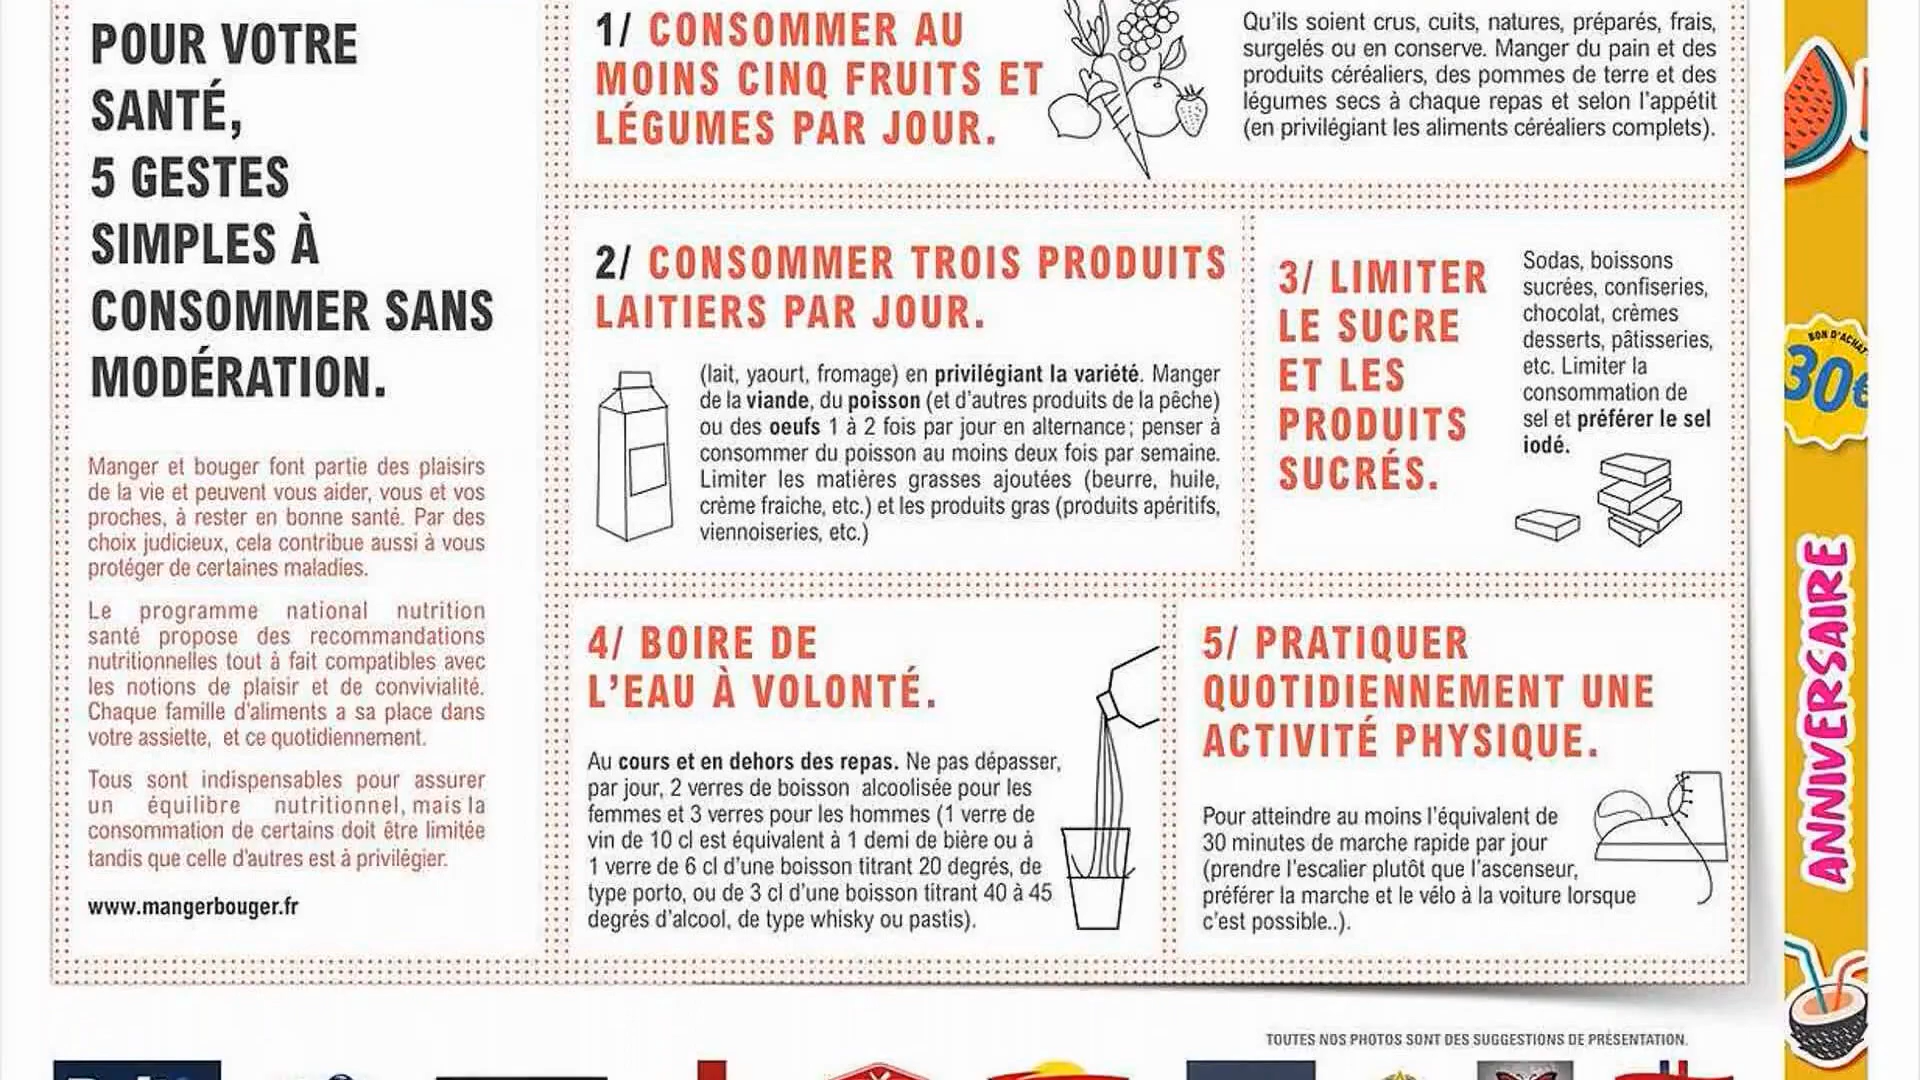 POUR VOTRE
SANTÉ,
5 GESTES
SIMPLES À
CONSOMMER SANS
MODÉRATION.
Manger et bouger font partie des plaisirs
de la vie et peuvent vous aider, vous et vos
proches, à rester en bonne santé. Par des
choix judicieux, cela contribue aussi à vous
protéger de certaines maladies.
Le programme national nutrition
santé propose des recommandations
nutritionnelles tout à fait compatibles avec
les notions de plaisir et de convivialité.
Chaque famille d'aliments a sa place dans
votre assiette, et ce quotidiennement.
Tous sont indispensables pour assurer
un équilibre nutritionnel, mais la
consommation de certains doit être limitée
tandis que celle d'autres est à privilégier.
www.mangerbouger.fr
1/ CONSOMMER AU
MOINS CINQ FRUITS ET
LÉGUMES PAR JOUR.
Qu'ils soient crus, cuits, natures, préparés, frais,
surgelés ou en conserve. Manger du pain et des
produits céréaliers, des pommes de terre et des
légumes secs à chaque repas et selon l'appétit
(en privilégiant les aliments céréaliers complets).
2/ CONSOMMER TROIS PRODUITS
LAITIERS PAR JOUR.
(lait, yaourt, fromage) en privilégiant la variété. Manger
de la viande, du poisson (et d'autres produits de la pêche)
ou des oeufs 1 à 2 fois par jour en alternance; penser à
consommer du poisson au moins deux fois par semaine.
Limiter les matières grasses ajoutées (beurre, huile,
crème fraiche, etc.) et les produits gras (produits apéritifs,
viennoiseries, etc.)
3/ LIMITER
LE SUCRE
ET LES
PRODUITS
SUCRÉS.
Sodas, boissons
sucrées, confiseries,
chocolat, crèmes
desserts, pâtisseries,
etc. Limiter la
consommation de
sel et préférer le sel
iodé.
4/ BOIRE DE
L'EAU À VOLONTÉ.
Au cours et en dehors des repas. Ne pas dépasser,
par jour, 2 verres de boisson alcoolisée pour les
femmes et 3 verres pour les hommes (1 verre de
vin de 10 cl est équivalent à 1 demi de bière ou à
1 verre de 6 cl d'une boisson titrant 20 degrés, de
type porto, ou de 3 cl d'une boisson titrant 40 à 45
degrés d'alcool, de type whisky ou pastis).
5/ PRATIQUER
QUOTIDIENNEMENT UNE
ACTIVITÉ PHYSIQUE.
Pour atteindre au moins l'équivalent de
30 minutes de marche rapide par jour
(prendre l'escalier plutôt que l'ascenseur,
préférer la marche et le vélo à la voiture lorsque
c'est possible..).
TOUTES NOS PHOTOS SONT DES SUGGESTIONS DE PRÉSENTATION.
BON D'ACHAT
30€
ANNIVERSAIRE